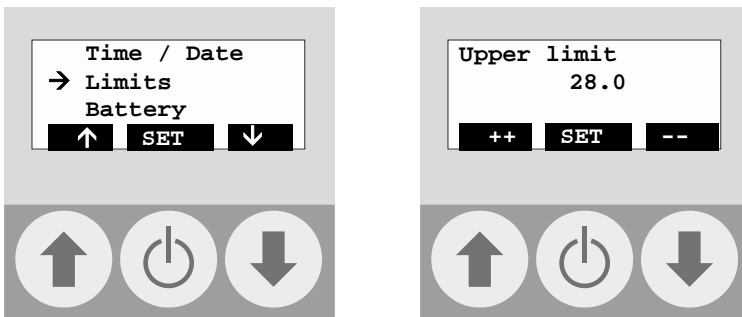 Time / Date
→ Limits
Battery
↑ SET ↓
Upper limit
28.0
++ SET --